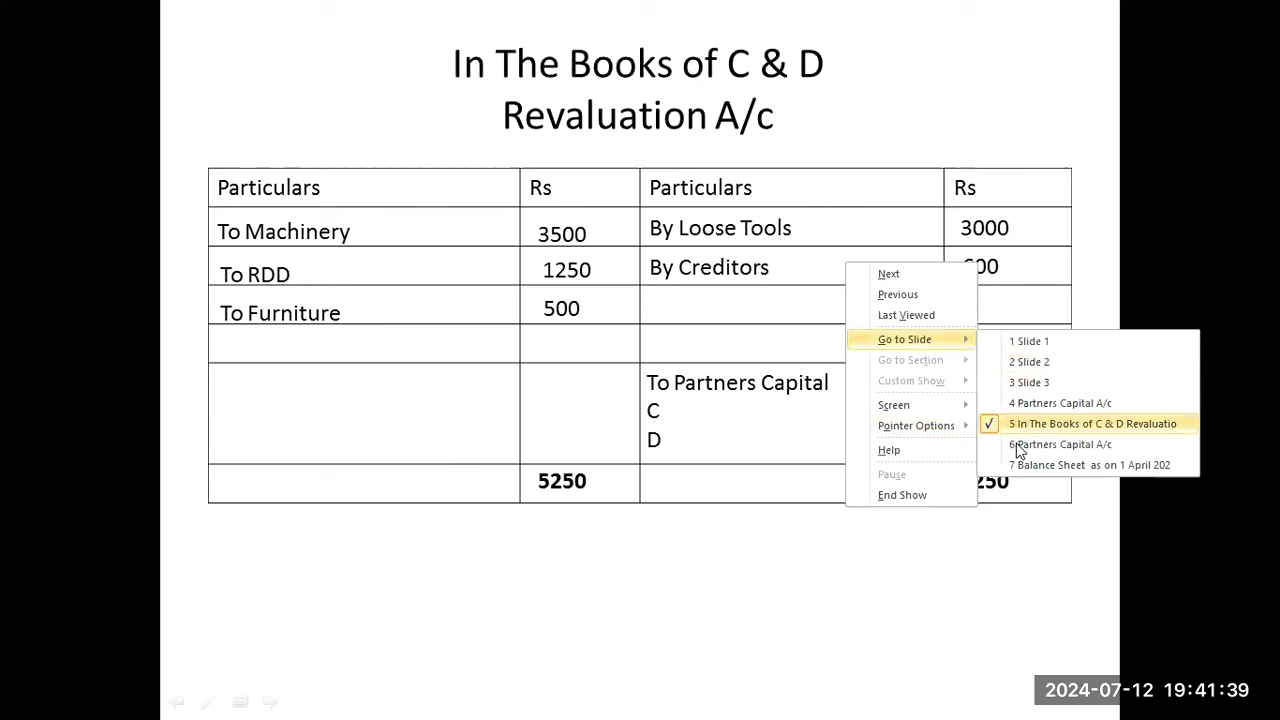 In The Books of C & D
Revaluation A/c
Particulars Rs Particulars Rs
To Machinery 3500 By Loose Tools 3000
To RDD 1250 By Creditors 00
To Furniture 500
To Partners Capital
C
D
5250 250
Next
Previous
Last Viewed
Go to Slide
Go to Section
Custom Show
Screen
Pointer Options
Help
Pause
End Show
1 Slide 1
2 Slide 2
3 Slide 3
4 Partners Capital A/c
5 In The Books of C & D Revaluatio
6 Partners Capital A/c
7 Balance Sheet as on 1 April 202
2024-07-12 19:41:39